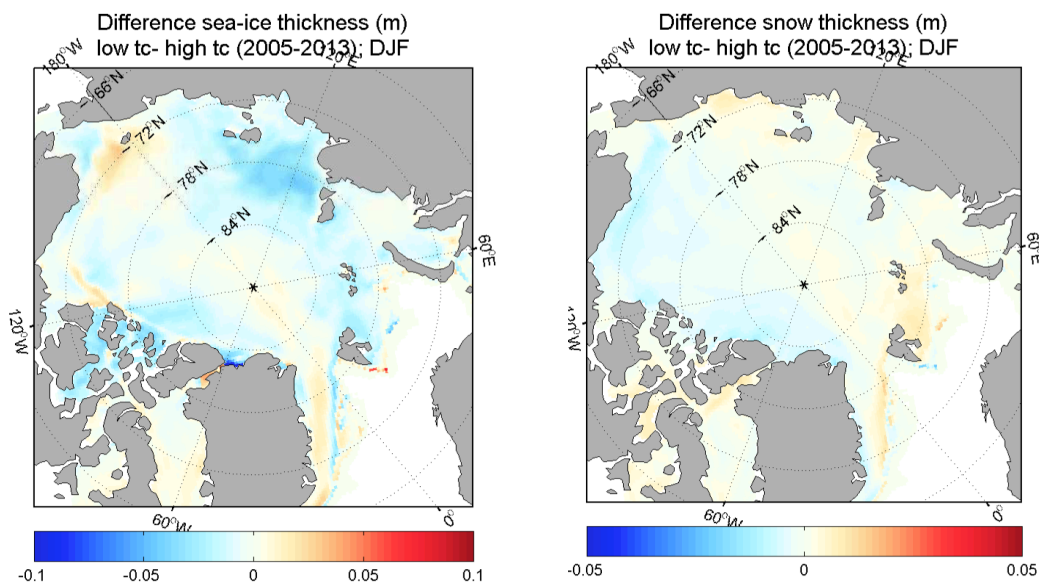 Difference sea-ice thickness (m)
low tc- high tc (2005-2013); DJF
180°W
120°E
66°N
72°N
78°N
84°N
60°E
120°W
60°W
0°
-0.1
-0.05
0
0.05
0.1
Difference snow thickness (m)
low tc- high tc (2005-2013); DJF
180°W
120°E
66°N
72°N
78°N
84°N
60°E
60°W
0°
-0.05
0
0.05